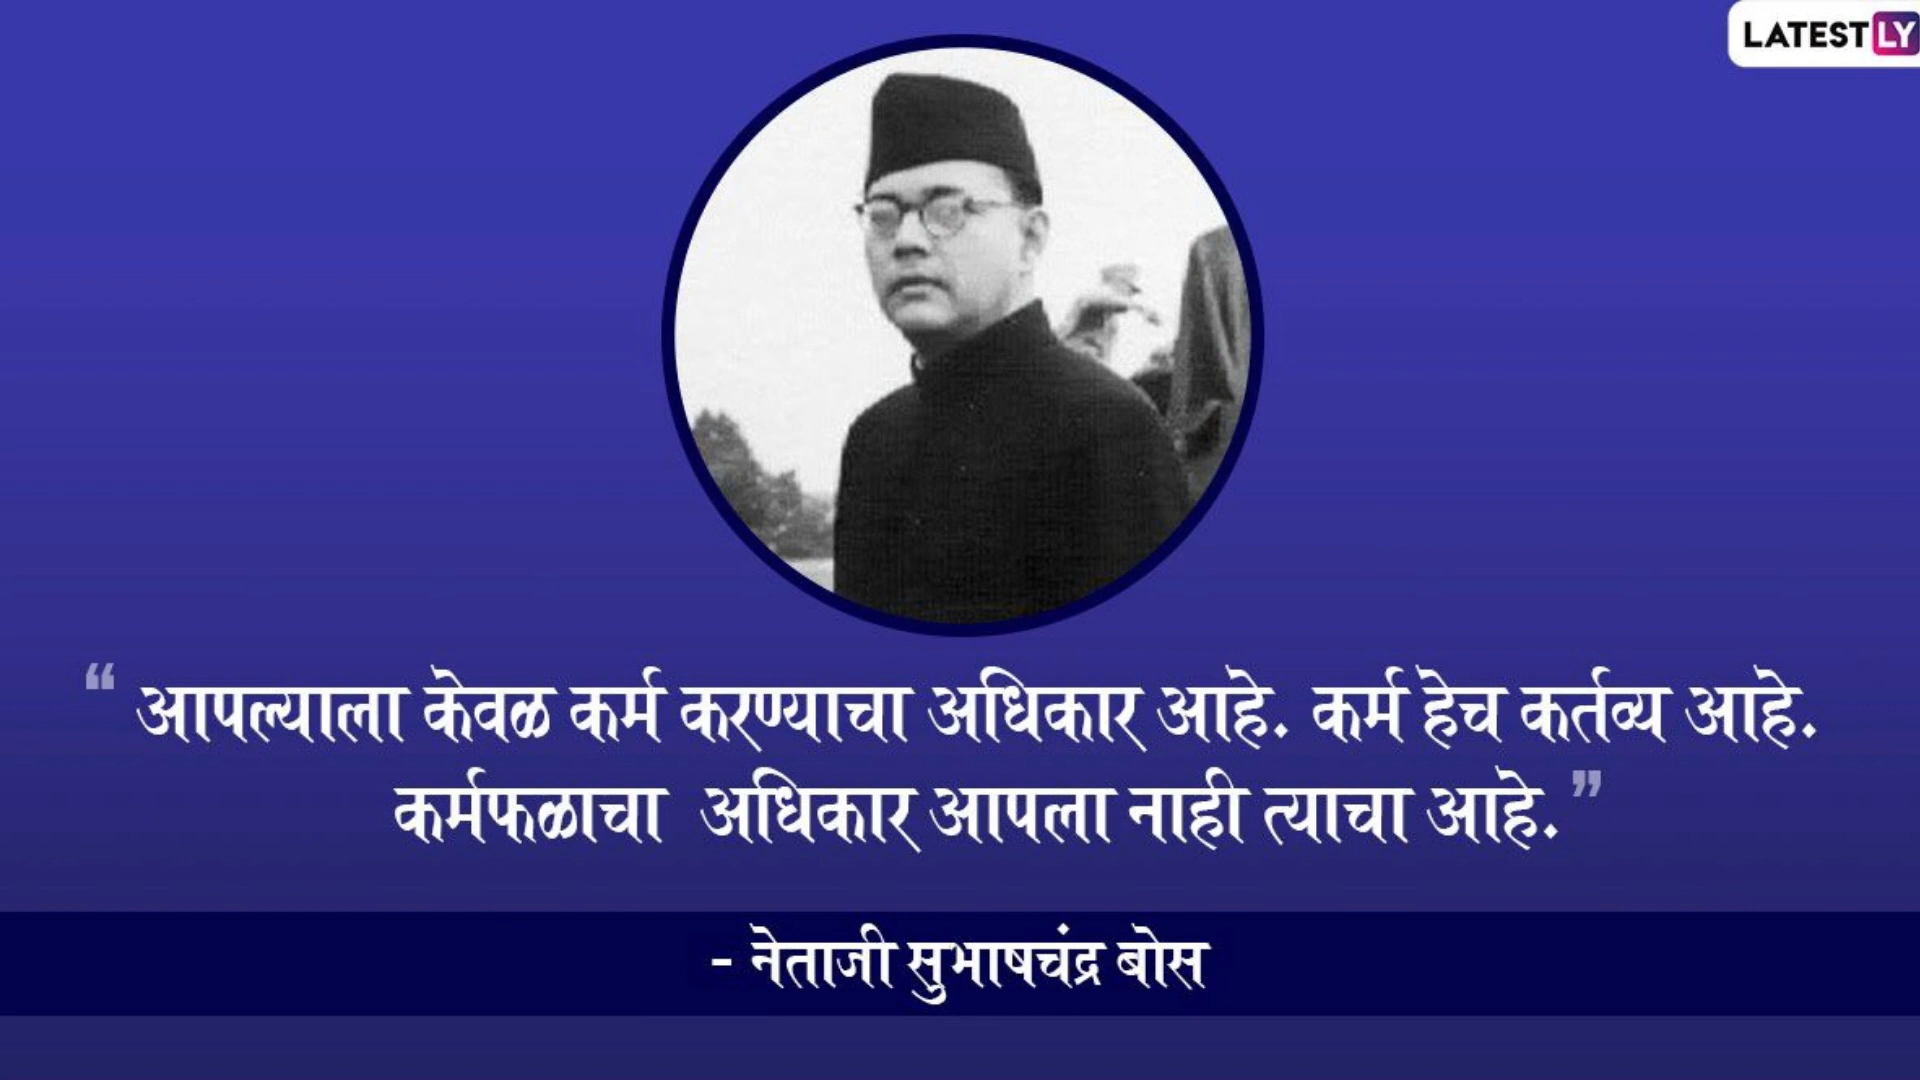 LATESTLY
“ आपल्याला केवळ कर्म करण्याचा अधिकार आहे. कर्म हेच कर्तव्य आहे.
कर्मफळाचा अधिकार आपला नाही त्याचा आहे. ”
- नेताजी सुभाषचंद्र बोस